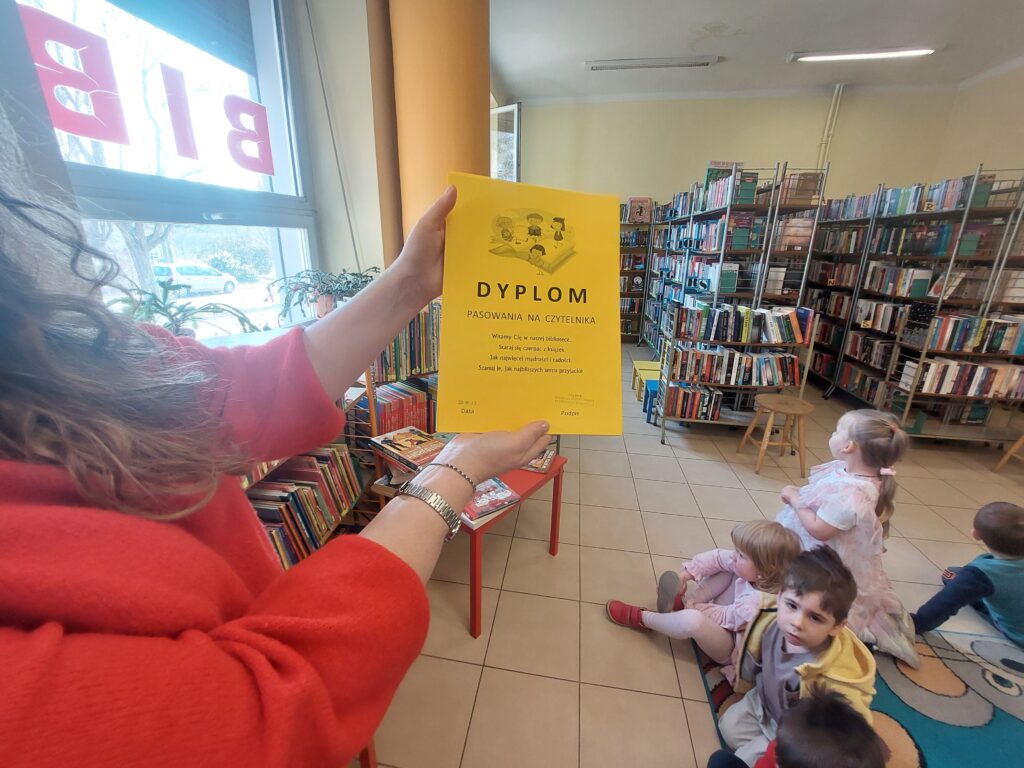 BIB
DYPLOM
PASOWANIA NA CZYTELNIKA
Witamy Cię w naszej bibliotece.
Staraj się czerpać z książek
Jak najwięcej mądrości i radości.
Szanuj je, jak najbliższych sercu przyjaciół
Data
Podpis